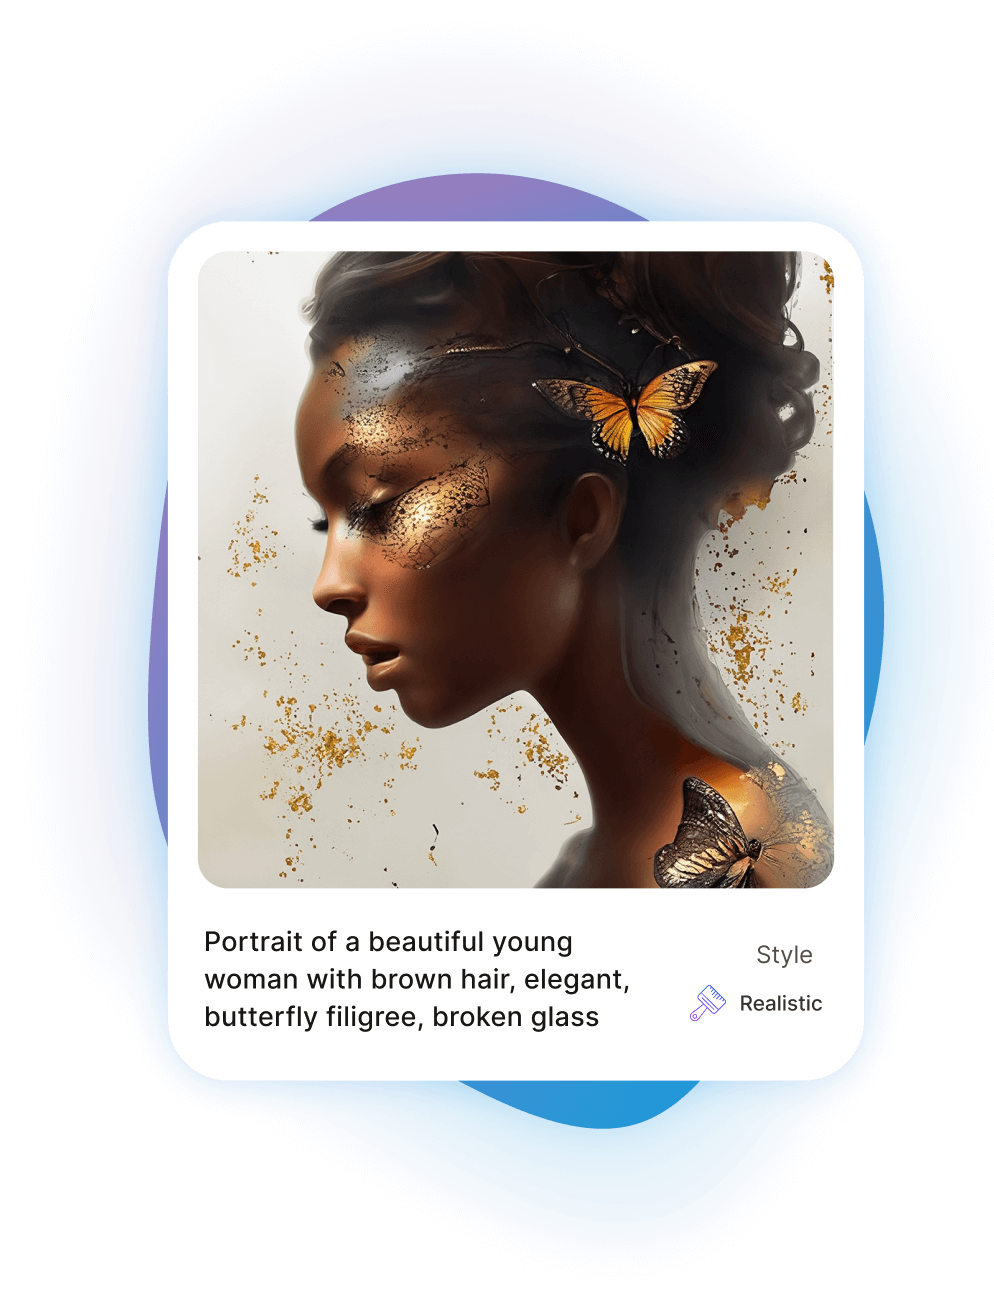 Portrait of a beautiful young
woman with brown hair, elegant,
butterfly filigree, broken glass
Style
Realistic